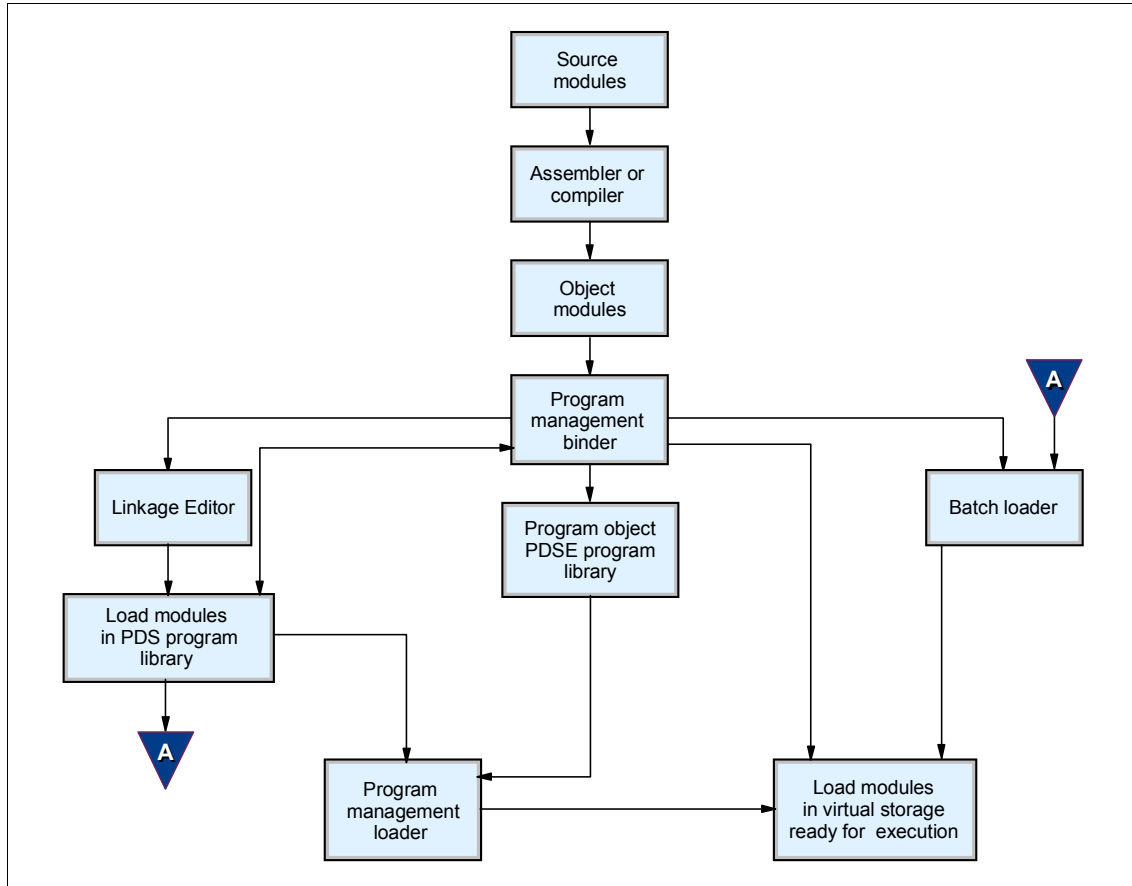 Source
modules
Assembler or
compiler
Object
modules
Program
management
binder
A
Linkage Editor
Program object
PDSE program
library
Batch loader
Load modules
in PDS program
library
A
Program
management
loader
Load modules
in virtual storage
ready for execution